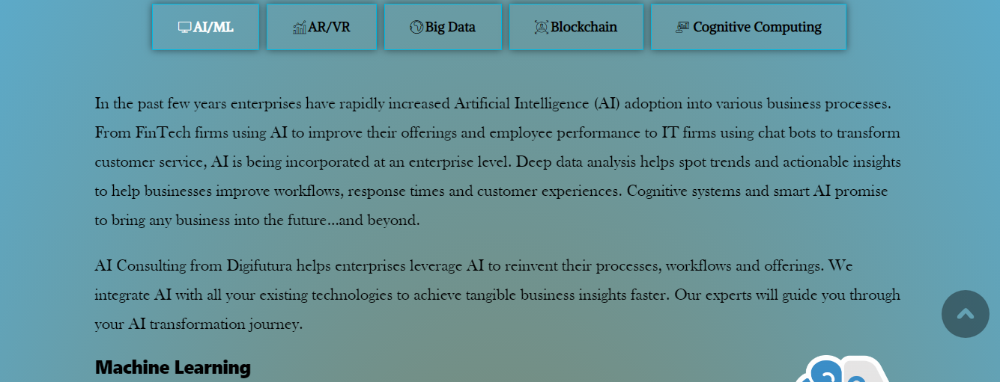 AI/ML
AR/VR
Big Data
Blockchain
Cognitive Computing
In the past few years enterprises have rapidly increased Artificial Intelligence (AI) adoption into various business processes.
From FinTech firms using AI to improve their offerings and employee performance to IT firms using chat bots to transform
customer service, AI is being incorporated at an enterprise level. Deep data analysis helps spot trends and actionable insights
to help businesses improve workflows, response times and customer experiences. Cognitive systems and smart AI promise
to bring any business into the future...and beyond.
AI Consulting from Digifutura helps enterprises leverage AI to reinvent their processes, workflows and offerings. We
integrate AI with all your existing technologies to achieve tangible business insights faster. Our experts will guide you through
your AI transformation journey.
Machine Learning